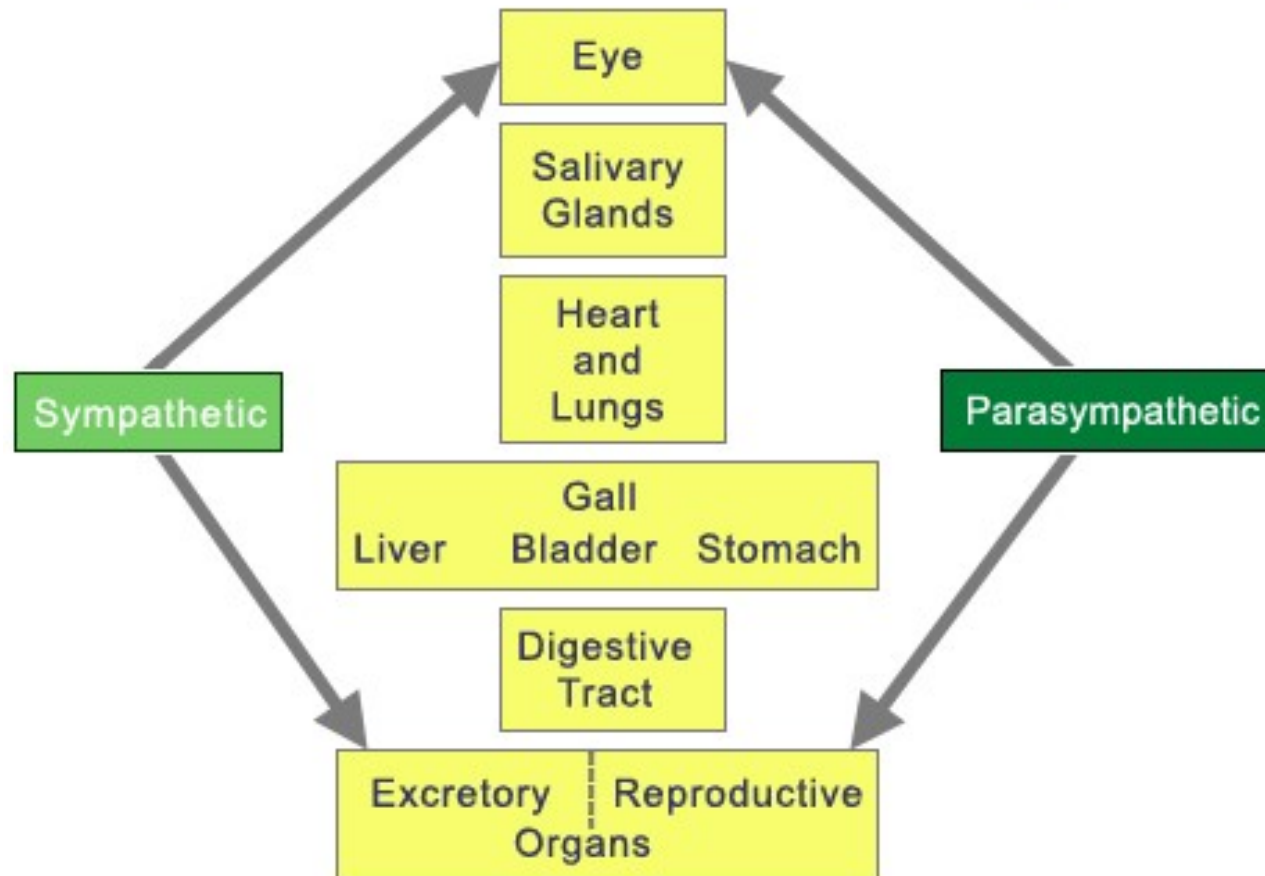 Eye
Salivary
Glands
Heart
and
Lungs
Sympathetic
Parasympathetic
Gall
Liver Bladder Stomach
Digestive
Tract
Excretory Reproductive
Organs